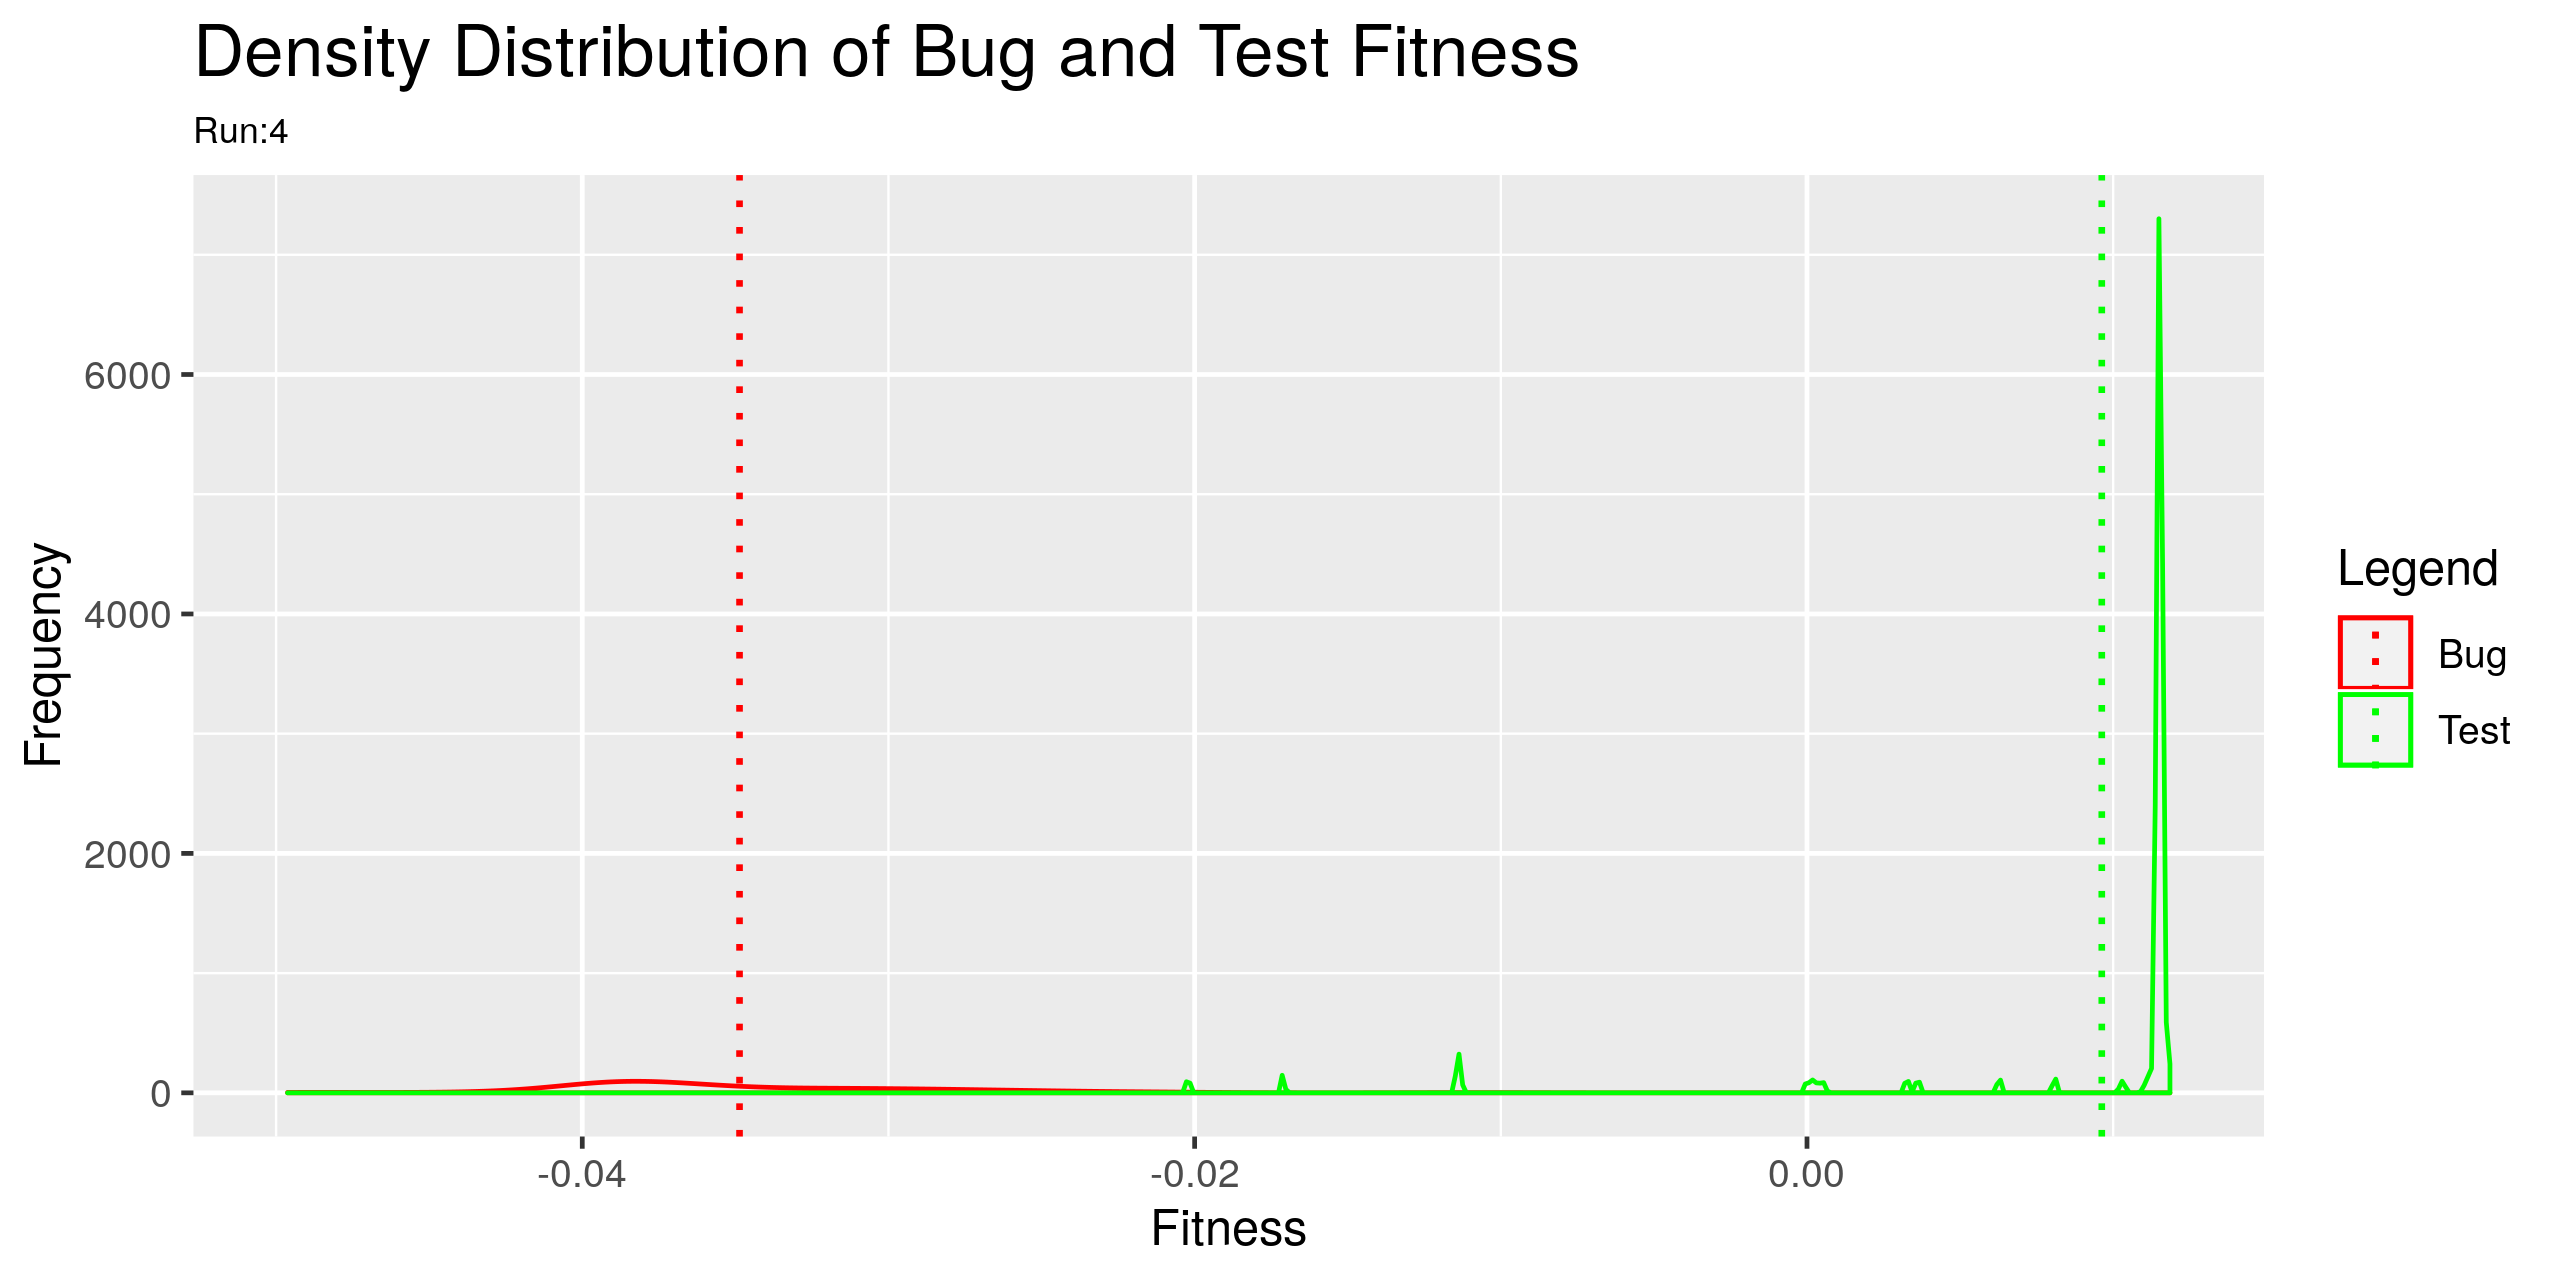 Density Distribution of Bug and Test Fitness
Run:4
Frequency
6000
4000
2000
0
-0.04
-0.02
0.00
Fitness
Legend
Bug
Test